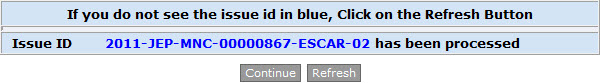 If you do not see the issue id in blue, Click on the Refresh Button
Issue ID 2011-JEP-MNC-00000867-ESCAR-02 has been processed
Continue Refresh